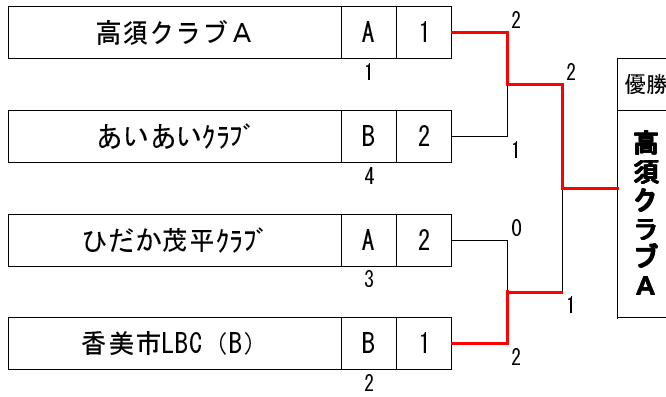 高須クラブA A 1 2
1 2
優勝
あいあいｸﾗﾌﾞ B 2 1
4
高須クラブA
ひだか茂平ｸﾗﾌﾞ A 2 0
3 1
香美市LBC（B） B 1 2
2